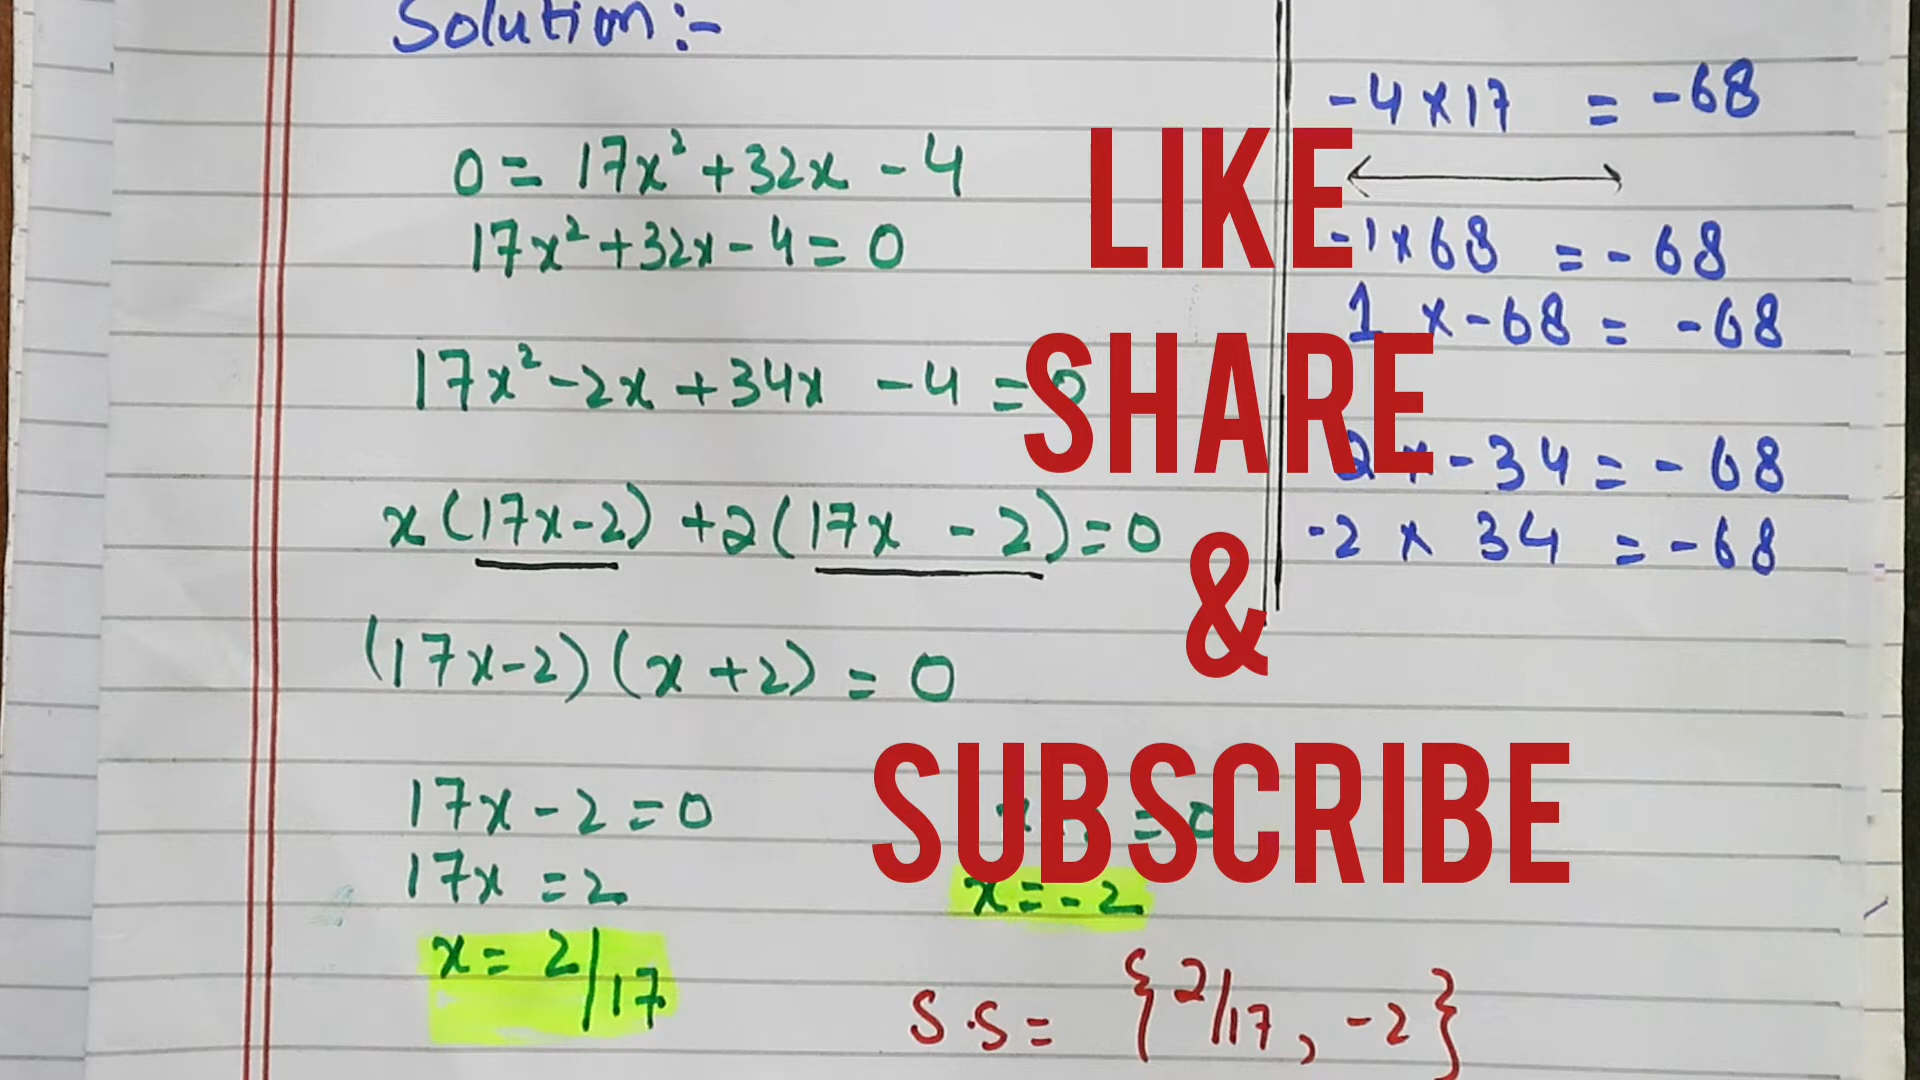 Solution:-
0 = 17x² + 32x - 4
17x² + 32x - 4 = 0
17x² - 2x + 34x - 4 = 0
x(17x-2) + 2(17x - 2) = 0
(17x-2)(x+2) = 0
17x - 2 = 0
17x = 2
x = 2/17
= 0
x = -2
S.S = {2/17, -2}
-4 x 17 = -68
-1 x 68 = -68
1 x -68 = -68
2 x -34 = -68
-2 x 34 = -68
LIKE
SHARE
&
SUBSCRIBE